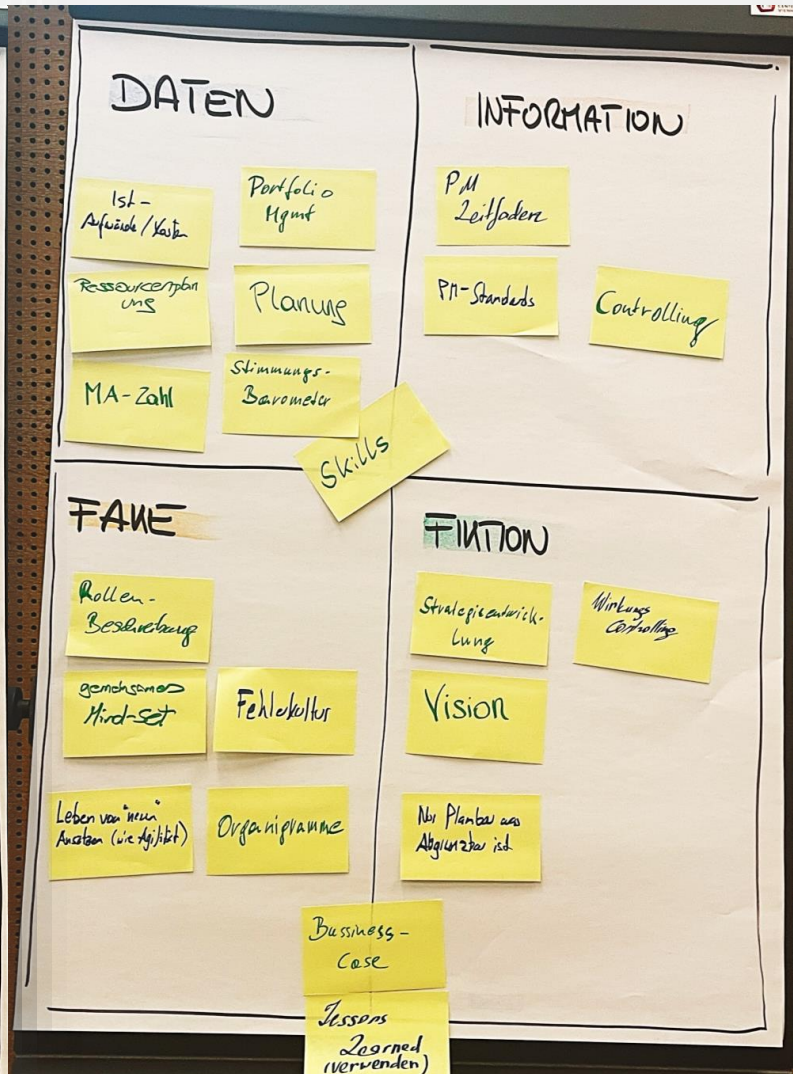 DATEN
Ist-
Aufwände / Kosten
Portfolio
Mgmt
Ressourcenplan
ung
Planung
MA-Zahl
Stimmungs-
Barometer
Skills
INFORMATION
PM
Leitfaden
PM-Standards
Controlling
FAKE
Rollen-
Beschreibung
gemeinsames
Mind-Set
Fehlerkultur
Leben von "neun"
Ansätzen (wie Agilität)
Organigramme
FIKTION
Strategieentwick-
lung
Wirkungs
Controlling
Vision
Nur Planbar was
Abgrenzbar ist
Bussiness-
Case
Lessons
Learned
(verwenden)